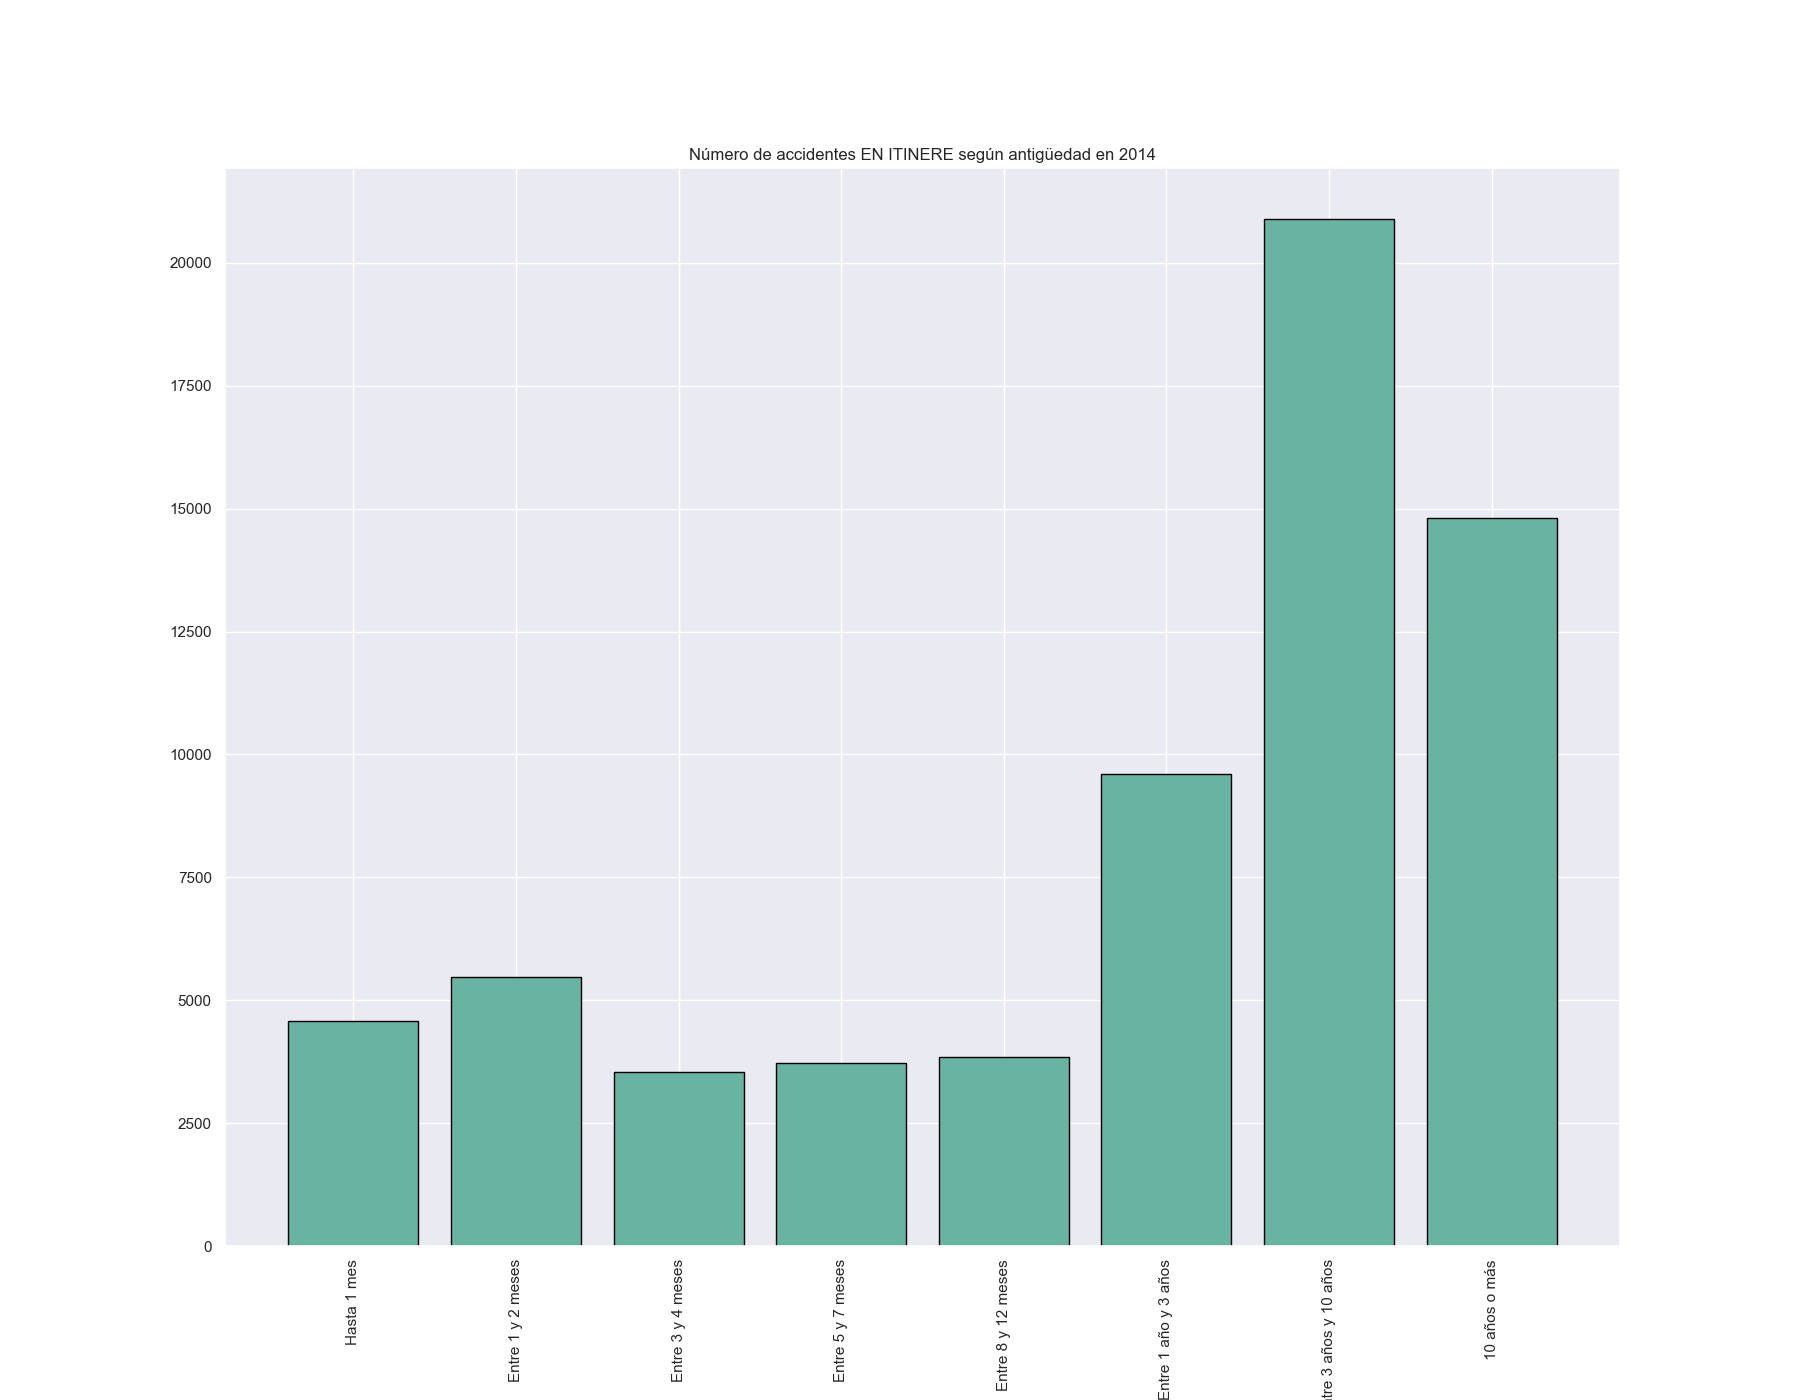 Número de accidentes EN ITINERE según antigüedad en 2014
20000
17500
15000
12500
10000
7500
5000
2500
0
Hasta 1 mes
Entre 1 y 2 meses
Entre 3 y 4 meses
Entre 5 y 7 meses
Entre 8 y 12 meses
Entre 1 año y 3 años
tre 3 años y 10 años
10 años o más